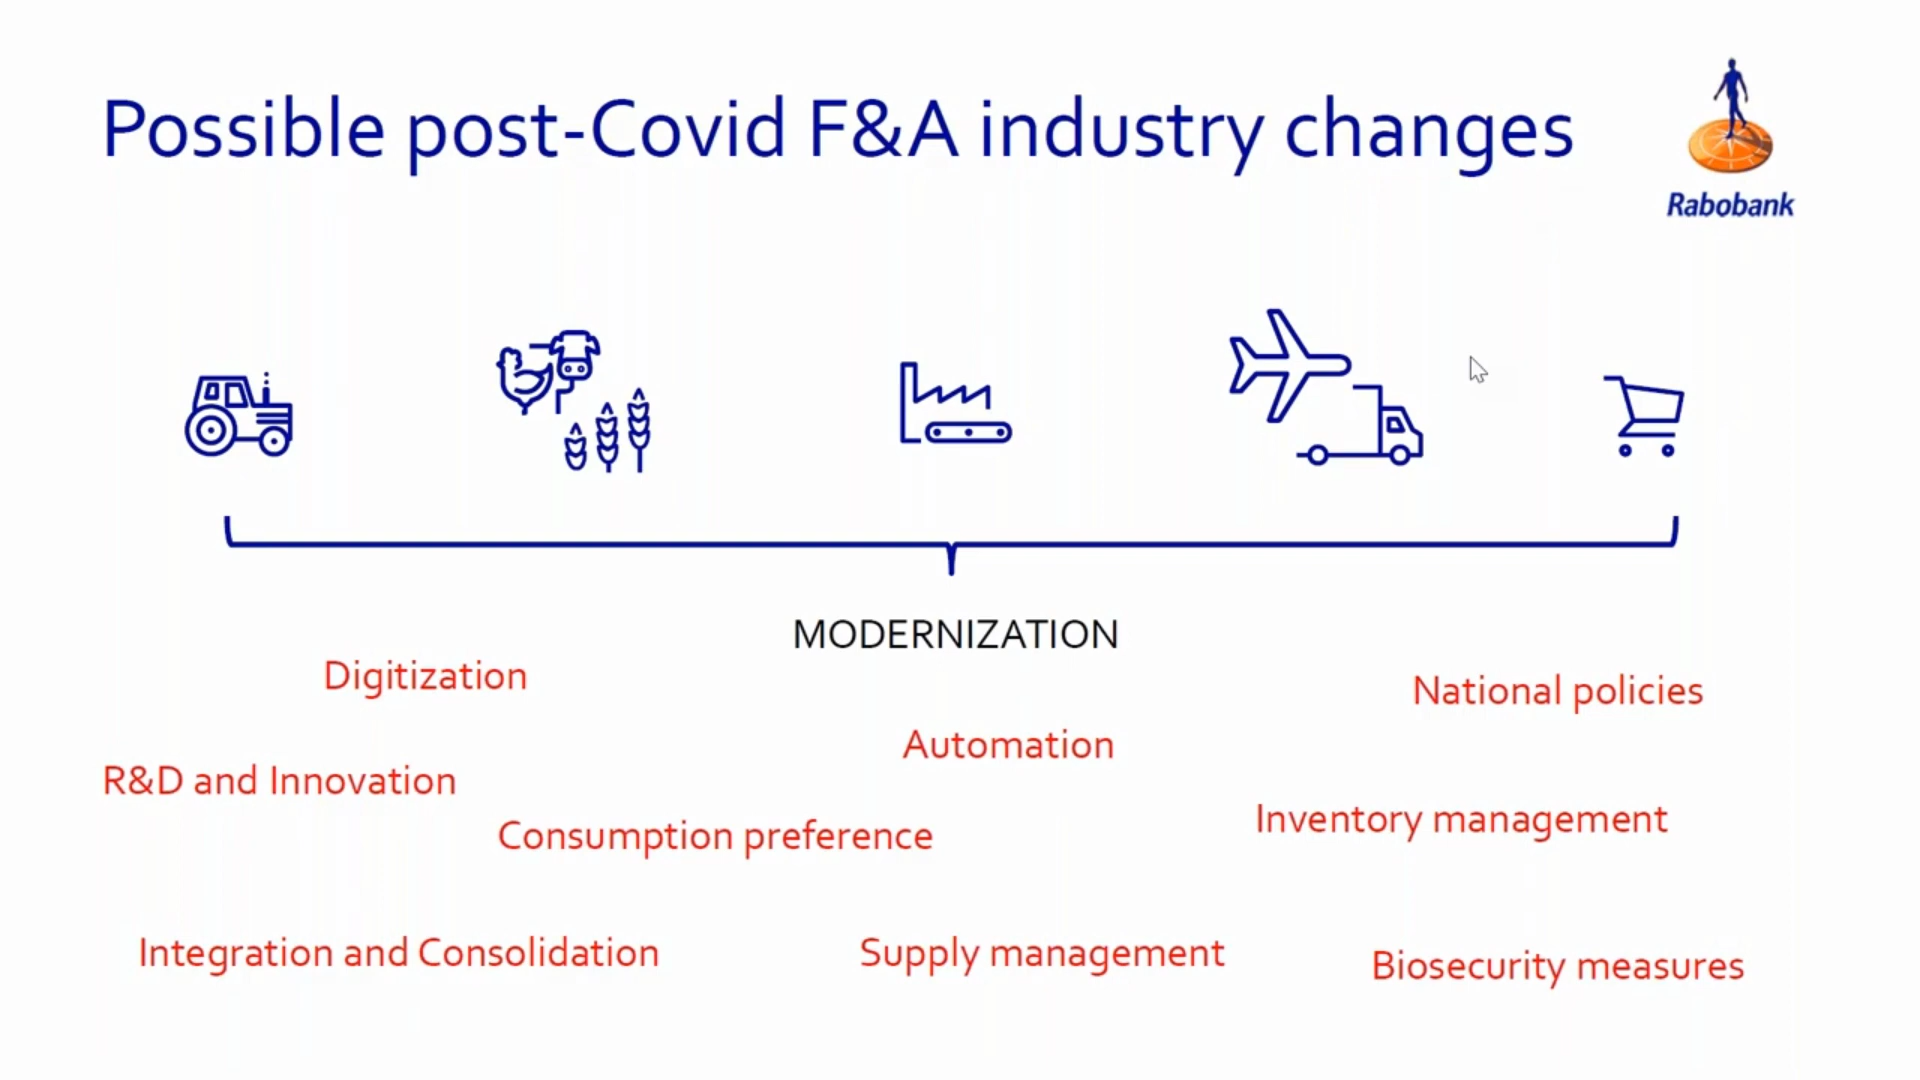 Possible post-Covid F&A industry changes
Rabobank
MODERNIZATION
Digitization
National policies
Automation
R&D and Innovation
Inventory management
Consumption preference
Integration and Consolidation
Supply management
Biosecurity measures